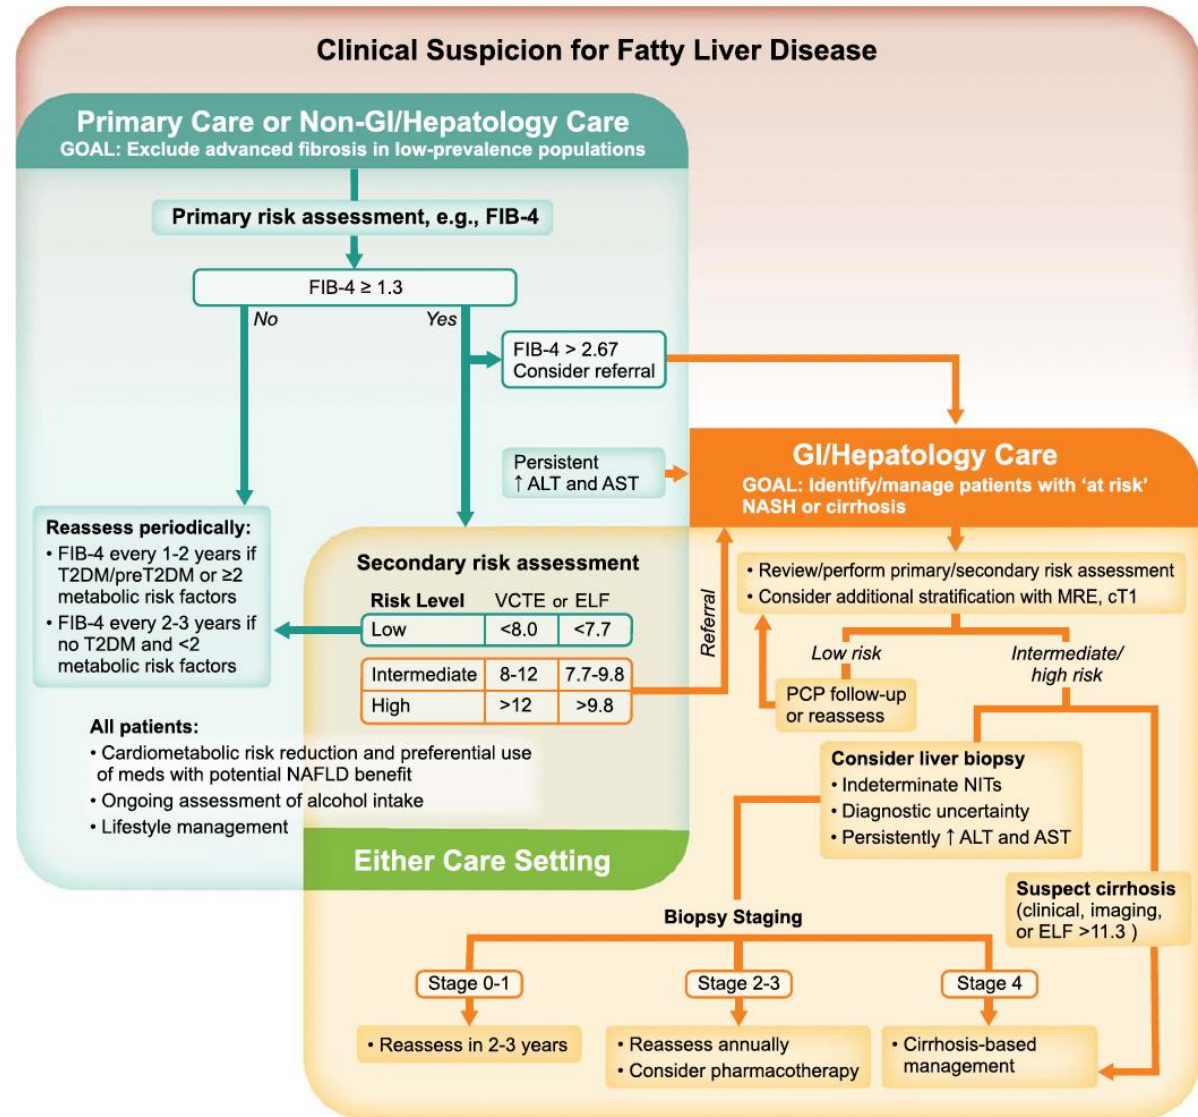 Clinical Suspicion for Fatty Liver Disease
Primary Care or Non-GI/Hepatology Care
GOAL: Exclude advanced fibrosis in low-prevalence populations
Primary risk assessment, e.g., FIB-4
FIB-4 ≥ 1.3
No
Yes
FIB-4 > 2.67
Consider referral
Persistent
↑ ALT and AST
GI/Hepatology Care
GOAL: Identify/manage patients with ‘at risk’
NASH or cirrhosis
Reassess periodically:
• FIB-4 every 1-2 years if
T2DM/preT2DM or ≥2
metabolic risk factors
• FIB-4 every 2-3 years if
no T2DM and <2
metabolic risk factors
Secondary risk assessment
Risk Level VCTE or ELF
Low <8.0 <7.7
Intermediate 8-12 7.7-9.8
High >12 >9.8
Referral
All patients:
• Cardiometabolic risk reduction and preferential use
of meds with potential NAFLD benefit
• Ongoing assessment of alcohol intake
• Lifestyle management
Either Care Setting
• Review/perform primary/secondary risk assessment
• Consider additional stratification with MRE, cT1
Low risk
Intermediate/
high risk
PCP follow-up
or reassess
Consider liver biopsy
• Indeterminate NITs
• Diagnostic uncertainty
• Persistently ↑ ALT and AST
Suspect cirrhosis
(clinical, imaging,
or ELF >11.3 )
Biopsy Staging
Stage 0-1
Stage 2-3
Stage 4
• Reassess in 2-3 years
• Reassess annually
• Consider pharmacotherapy
• Cirrhosis-based
management